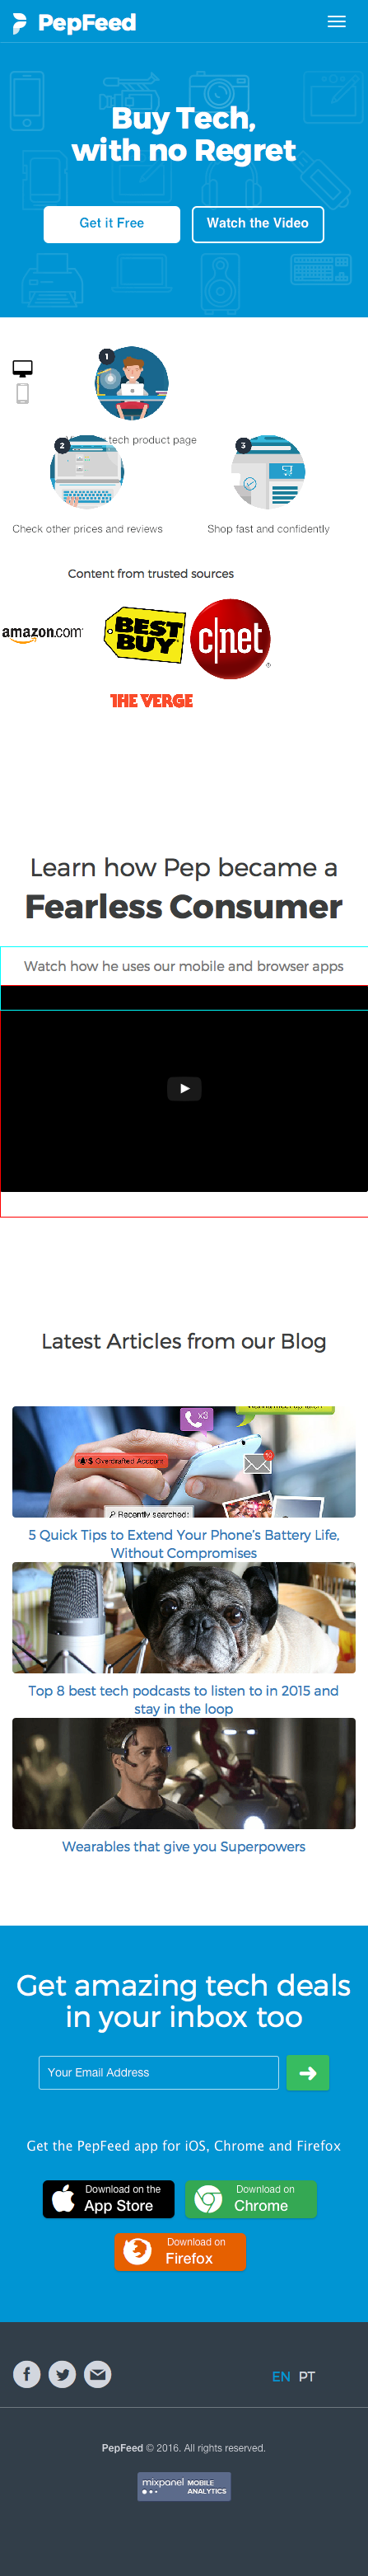 PepFeed
Buy Tech,
with no Regret
Get it Free
Watch the Video
1
tech product page
2
3
Check other prices and reviews
Shop fast and confidently
Content from trusted sources
amazon.com
BEST
BUY
c|net
THE VERGE
Learn how Pep became a
Fearless Consumer
Watch how he uses our mobile and browser apps
Latest Articles from our Blog
x3
Overdrafted Account
Recently searched:
5 Quick Tips to Extend Your Phone's Battery Life,
Without Compromises
Top 8 best tech podcasts to listen to in 2015 and
stay in the loop
Wearables that give you Superpowers
Get amazing tech deals
in your inbox too
Your Email Address
Get the PepFeed app for iOS, Chrome and Firefox
Download on the
App Store
Download on
Chrome
Download on
Firefox
EN PT
PepFeed © 2016. All rights reserved.
mixpanel MOBILE
ANALYTICS